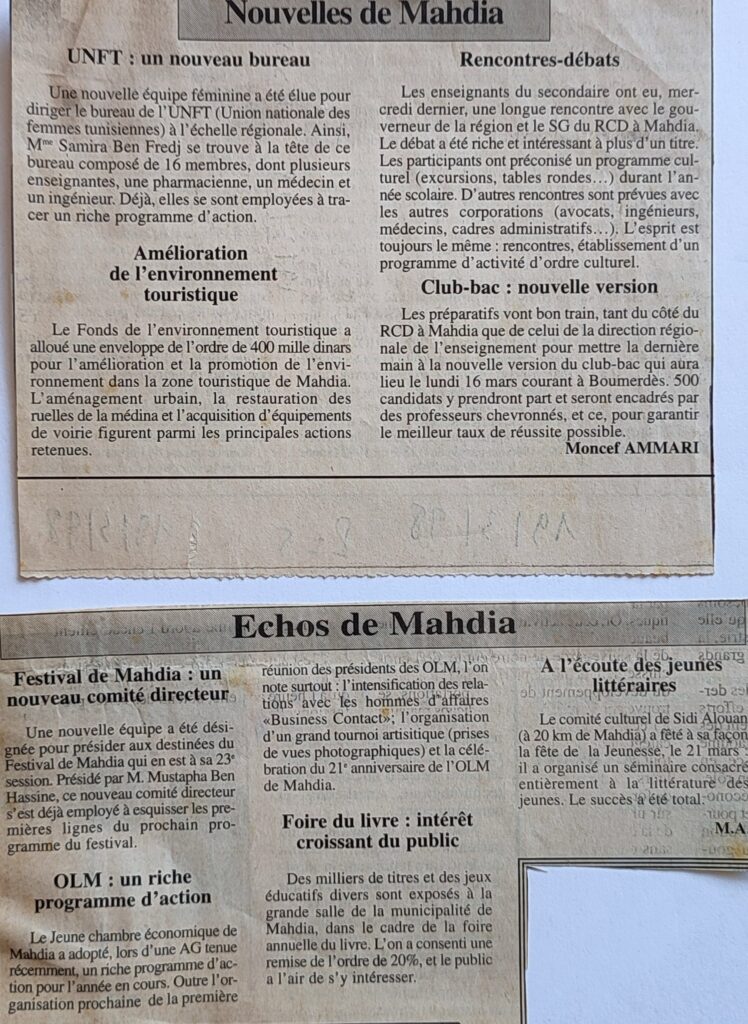 Nouvelles de Mahdia
UNFT : un nouveau bureau
Une nouvelle équipe féminine a été élue pour
diriger le bureau de l'UNFT (Union nationale des
femmes tunisiennes) à l'échelle régionale. Ainsi,
Mme Samira Ben Fredj se trouve à la tête de ce
bureau composé de 16 membres, dont plusieurs
enseignantes, une pharmacienne, un médecin et
un ingénieur. Déjà, elles se sont employées à tra-
cer un riche programme d'action.
Amélioration
de l'environnement
touristique
Le Fonds de l'environnement touristique a
alloué une enveloppe de l'ordre de 400 mille dinars
pour l'amélioration et la promotion de l'envi-
ronnement dans la zone touristique de Mahdia.
L'aménagement urbain, la restauration des
ruelles de la médina et l'acquisition d'équipements
de voirie figurent parmi les principales actions
retenues.
Rencontres-débats
Les enseignants du secondaire ont eu, mer-
credi dernier, une longue rencontre avec le gou-
verneur de la région et le SG du RCD à Mahdia.
Le débat a été riche et intéressant à plus d'un titre.
Les participants ont préconisé un programme cul-
turel (excursions, tables rondes…) durant l'an-
née scolaire. D'autres rencontres sont prévues avec
les autres corporations (avocats, ingénieurs,
médecins, cadres administratifs…). L'esprit est
toujours le même : rencontres, établissement d'un
programme d'activité d'ordre culturel.
Club-bac : nouvelle version
Les préparatifs vont bon train, tant du côté du
RCD à Mahdia que de celui de la direction régio-
nale de l'enseignement pour mettre la dernière
main à la nouvelle version du club-bac qui aura
lieu le lundi 16 mars courant à Boumerdès. 500
candidats y prendront part et seront encadrés par
des professeurs chevronnés, et ce, pour garantir
le meilleur taux de réussite possible.
Moncef AMMARI
Echos de Mahdia
Festival de Mahdia : un
nouveau comité directeur
Une nouvelle équipe a été dési-
gnée pour présider aux destinées du
Festival de Mahdia qui en est à sa 23e
session. Présidé par M. Mustapha Ben
Hassine, ce nouveau comité directeur
s'est déjà employé à esquisser les pre-
mières lignes du prochain pro-
gramme du festival.
OLM : un riche
programme d'action
Le Jeune chambre économique de
Mahdia a adopté, lors d'une AG tenue
récemment, un riche programme d'ac-
tion pour l'année en cours. Outre l'or-
ganisation prochaine de la première
réunion des présidents des OLM, l'on
note surtout : l'intensification des rela-
tions avec les hommes d'affaires
«Business Contact»; l'organisation
d'un grand tournoi artisitique (prises
de vues photographiques) et la célé-
bration du 21e anniversaire de l'OLM
de Mahdia.
Foire du livre : intérêt
croissant du public
Des milliers de titres et des jeux
éducatifs divers sont exposés à la
grande salle de la municipalité de
Mahdia, dans le cadre de la foire
annuelle du livre. L'on a consenti une
remise de l'ordre de 20%, et le public
a l'air de s'y intéresser.
A l'écoute des jeunes
littéraires
Le comité culturel de Sidi Alouan
(à 20 km de Mahdia) a fêté à sa façon
la fête de la Jeunesse, le 21 mars :
il a organisé un séminaire consacré
entièrement à la littérature des
jeunes. Le succès a été total.
M.A.